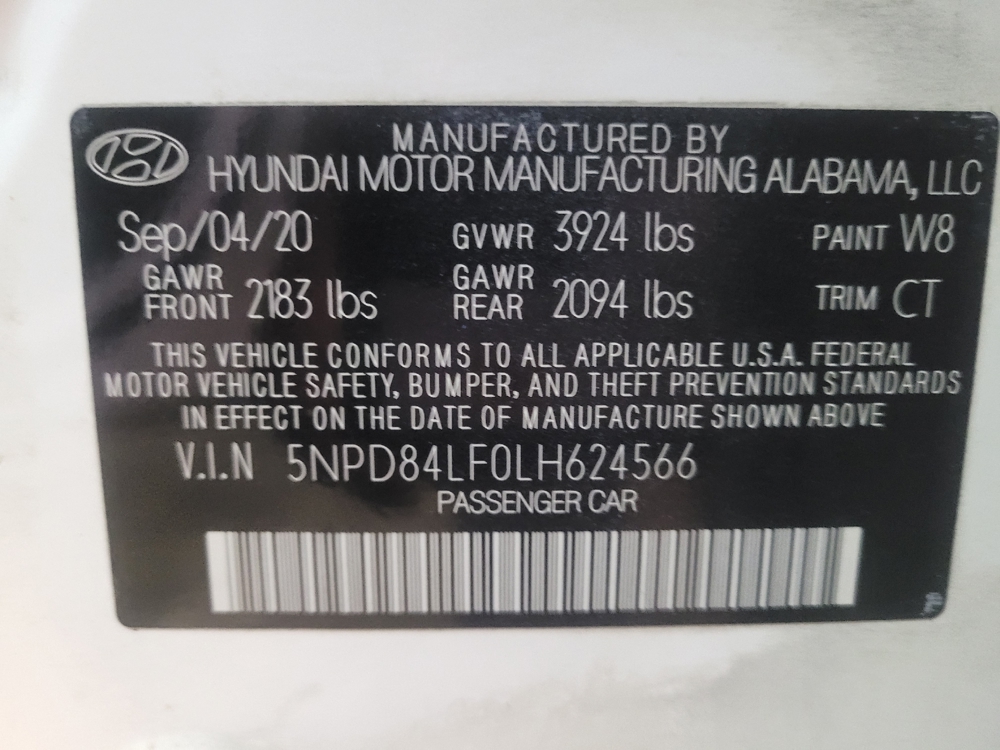 MANUFACTURED BY
HYUNDAI MOTOR MANUFACTURING ALABAMA, LLC
Sep/04/20 GVWR 3924 lbs PAINT W8
GAWR FRONT 2183 lbs GAWR REAR 2094 lbs TRIM CT
THIS VEHICLE CONFORMS TO ALL APPLICABLE U.S.A. FEDERAL
MOTOR VEHICLE SAFETY, BUMPER, AND THEFT PREVENTION STANDARDS
IN EFFECT ON THE DATE OF MANUFACTURE SHOWN ABOVE
V.I.N 5NPD84LF0LH624566
PASSENGER CAR